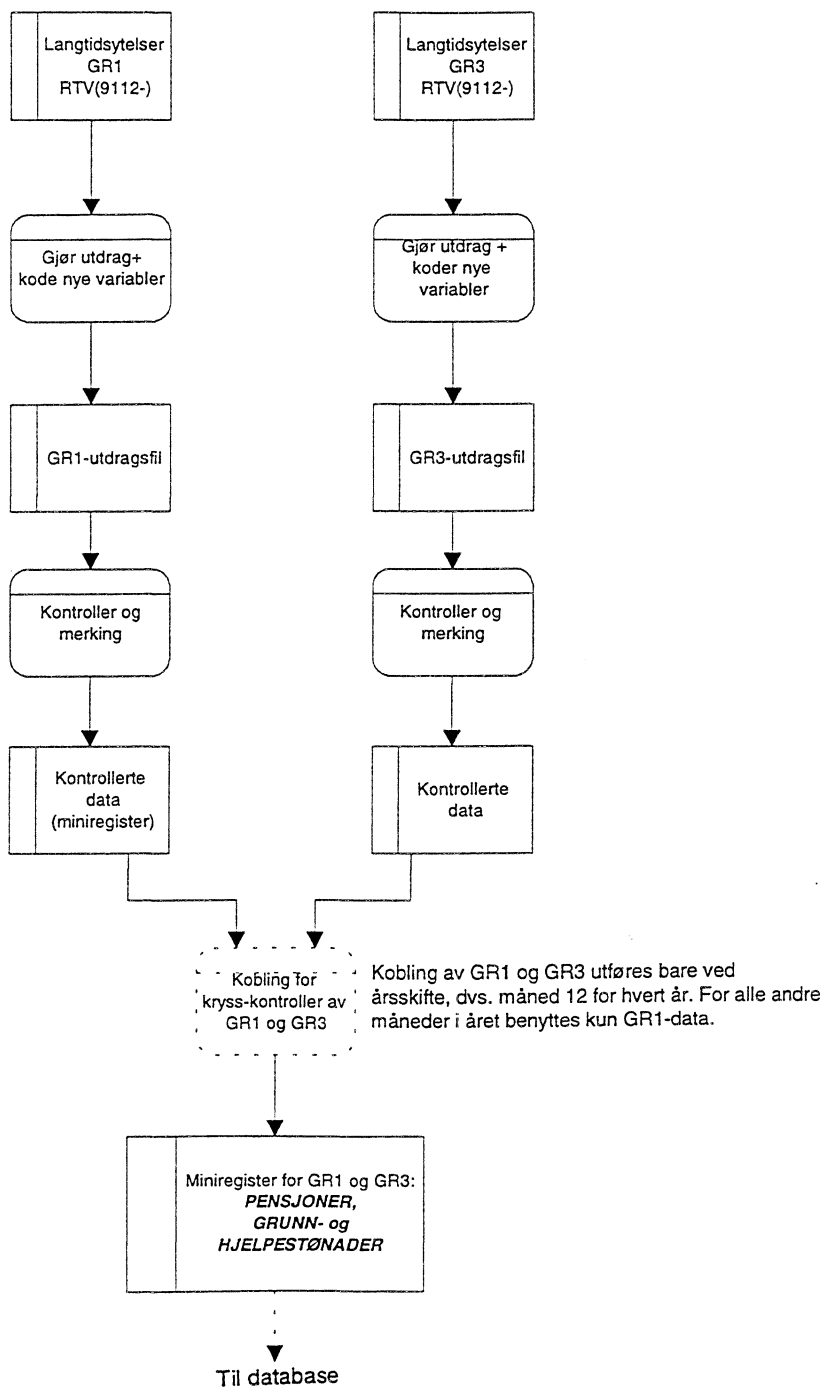 Langtidsytelser
GR1
RTV(9112-)
Langtidsytelser
GR3
RTV(9112-)
Gjør utdrag+
kode nye variabler
Gjør utdrag +
koder nye
variabler
GR1-utdragsfil
GR3-utdragsfil
Kontroller og
merking
Kontroller og
merking
Kontrollerte
data
(miniregister)
Kontrollerte
data
Kobling for
kryss-kontroller av
GR1 og GR3
Kobling av GR1 og GR3 utføres bare ved
årsskifte, dvs. måned 12 for hvert år. For alle andre
måneder i året benyttes kun GR1-data.
Miniregister for GR1 og GR3:
PENSJONER,
GRUNN- og
HJELPESTØNADER
Til database